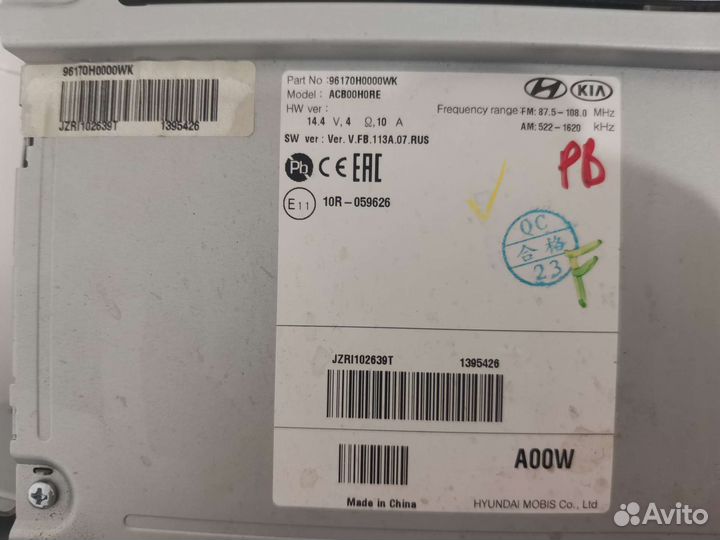 96170H0000WK
JZRI102639T 1395426
Part No :96170H0000WK
Model : ACB00H0RE
HW ver :
14.4 V, 4 Ω, 10 A
SW ver : Ver. V.FB.113A.07.RUS
HYUNDAI KIA
Frequency range FM: 87.5-108.0 MHz
AM: 522-1620 kHz
Pb CE EAC
E11 10R-059626
PB
QC
合格
23
F
JZRI102639T 1395426
A00W
Made in China
HYUNDAI MOBIS Co., Ltd
Avito